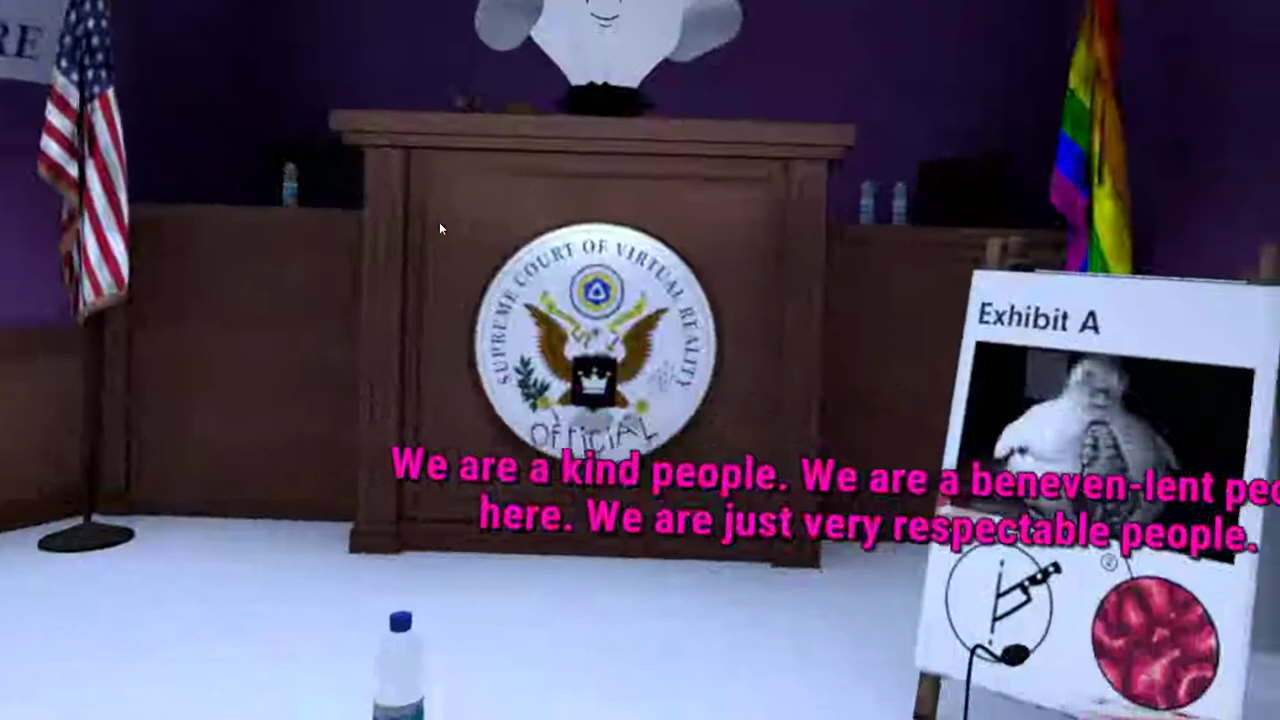 RE
SUPREME COURT OF VIRTUAL REALITY
OFFICIAL
Exhibit A
We are a kind people. We are a beneven-lent peo
here. We are just very respectable people.